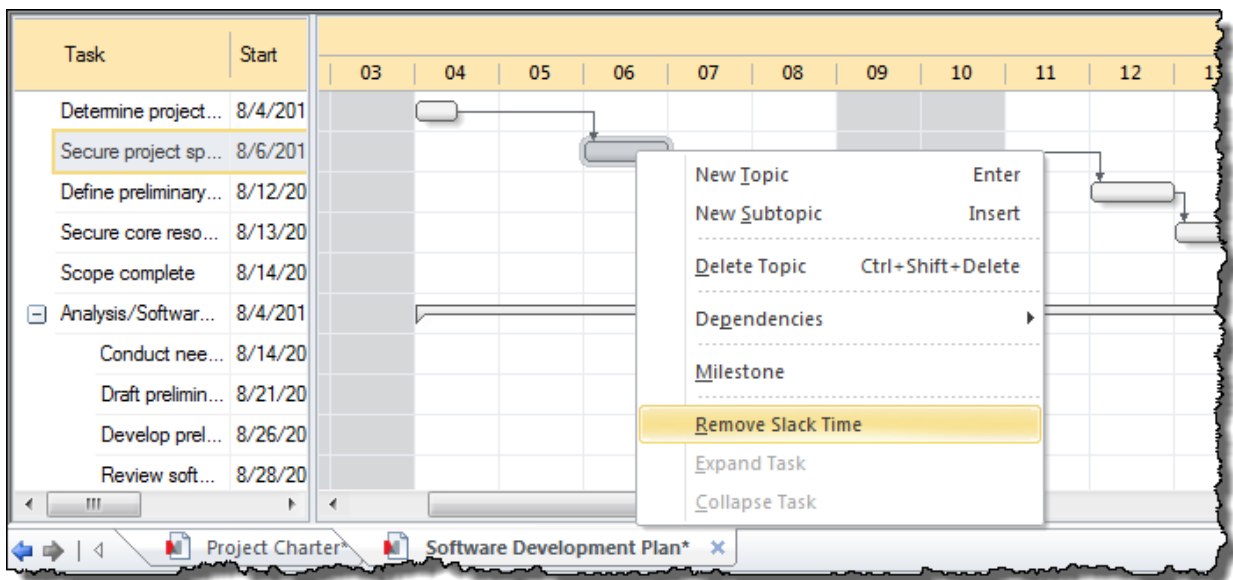 Task Start
03 04 05 06 07 08 09 10 11 12 13
Determine project... 8/4/201
Secure project sp... 8/6/201
Define preliminary... 8/12/20
Secure core reso... 8/13/20
Scope complete 8/14/20
Analysis/Softwar... 8/4/201
Conduct nee... 8/14/20
Draft prelimin... 8/21/20
Develop prel... 8/26/20
Review soft... 8/28/20
New Topic Enter
New Subtopic Insert
Delete Topic Ctrl+Shift+Delete
Dependencies
Milestone
Remove Slack Time
Expand Task
Collapse Task
Project Charter* Software Development Plan*